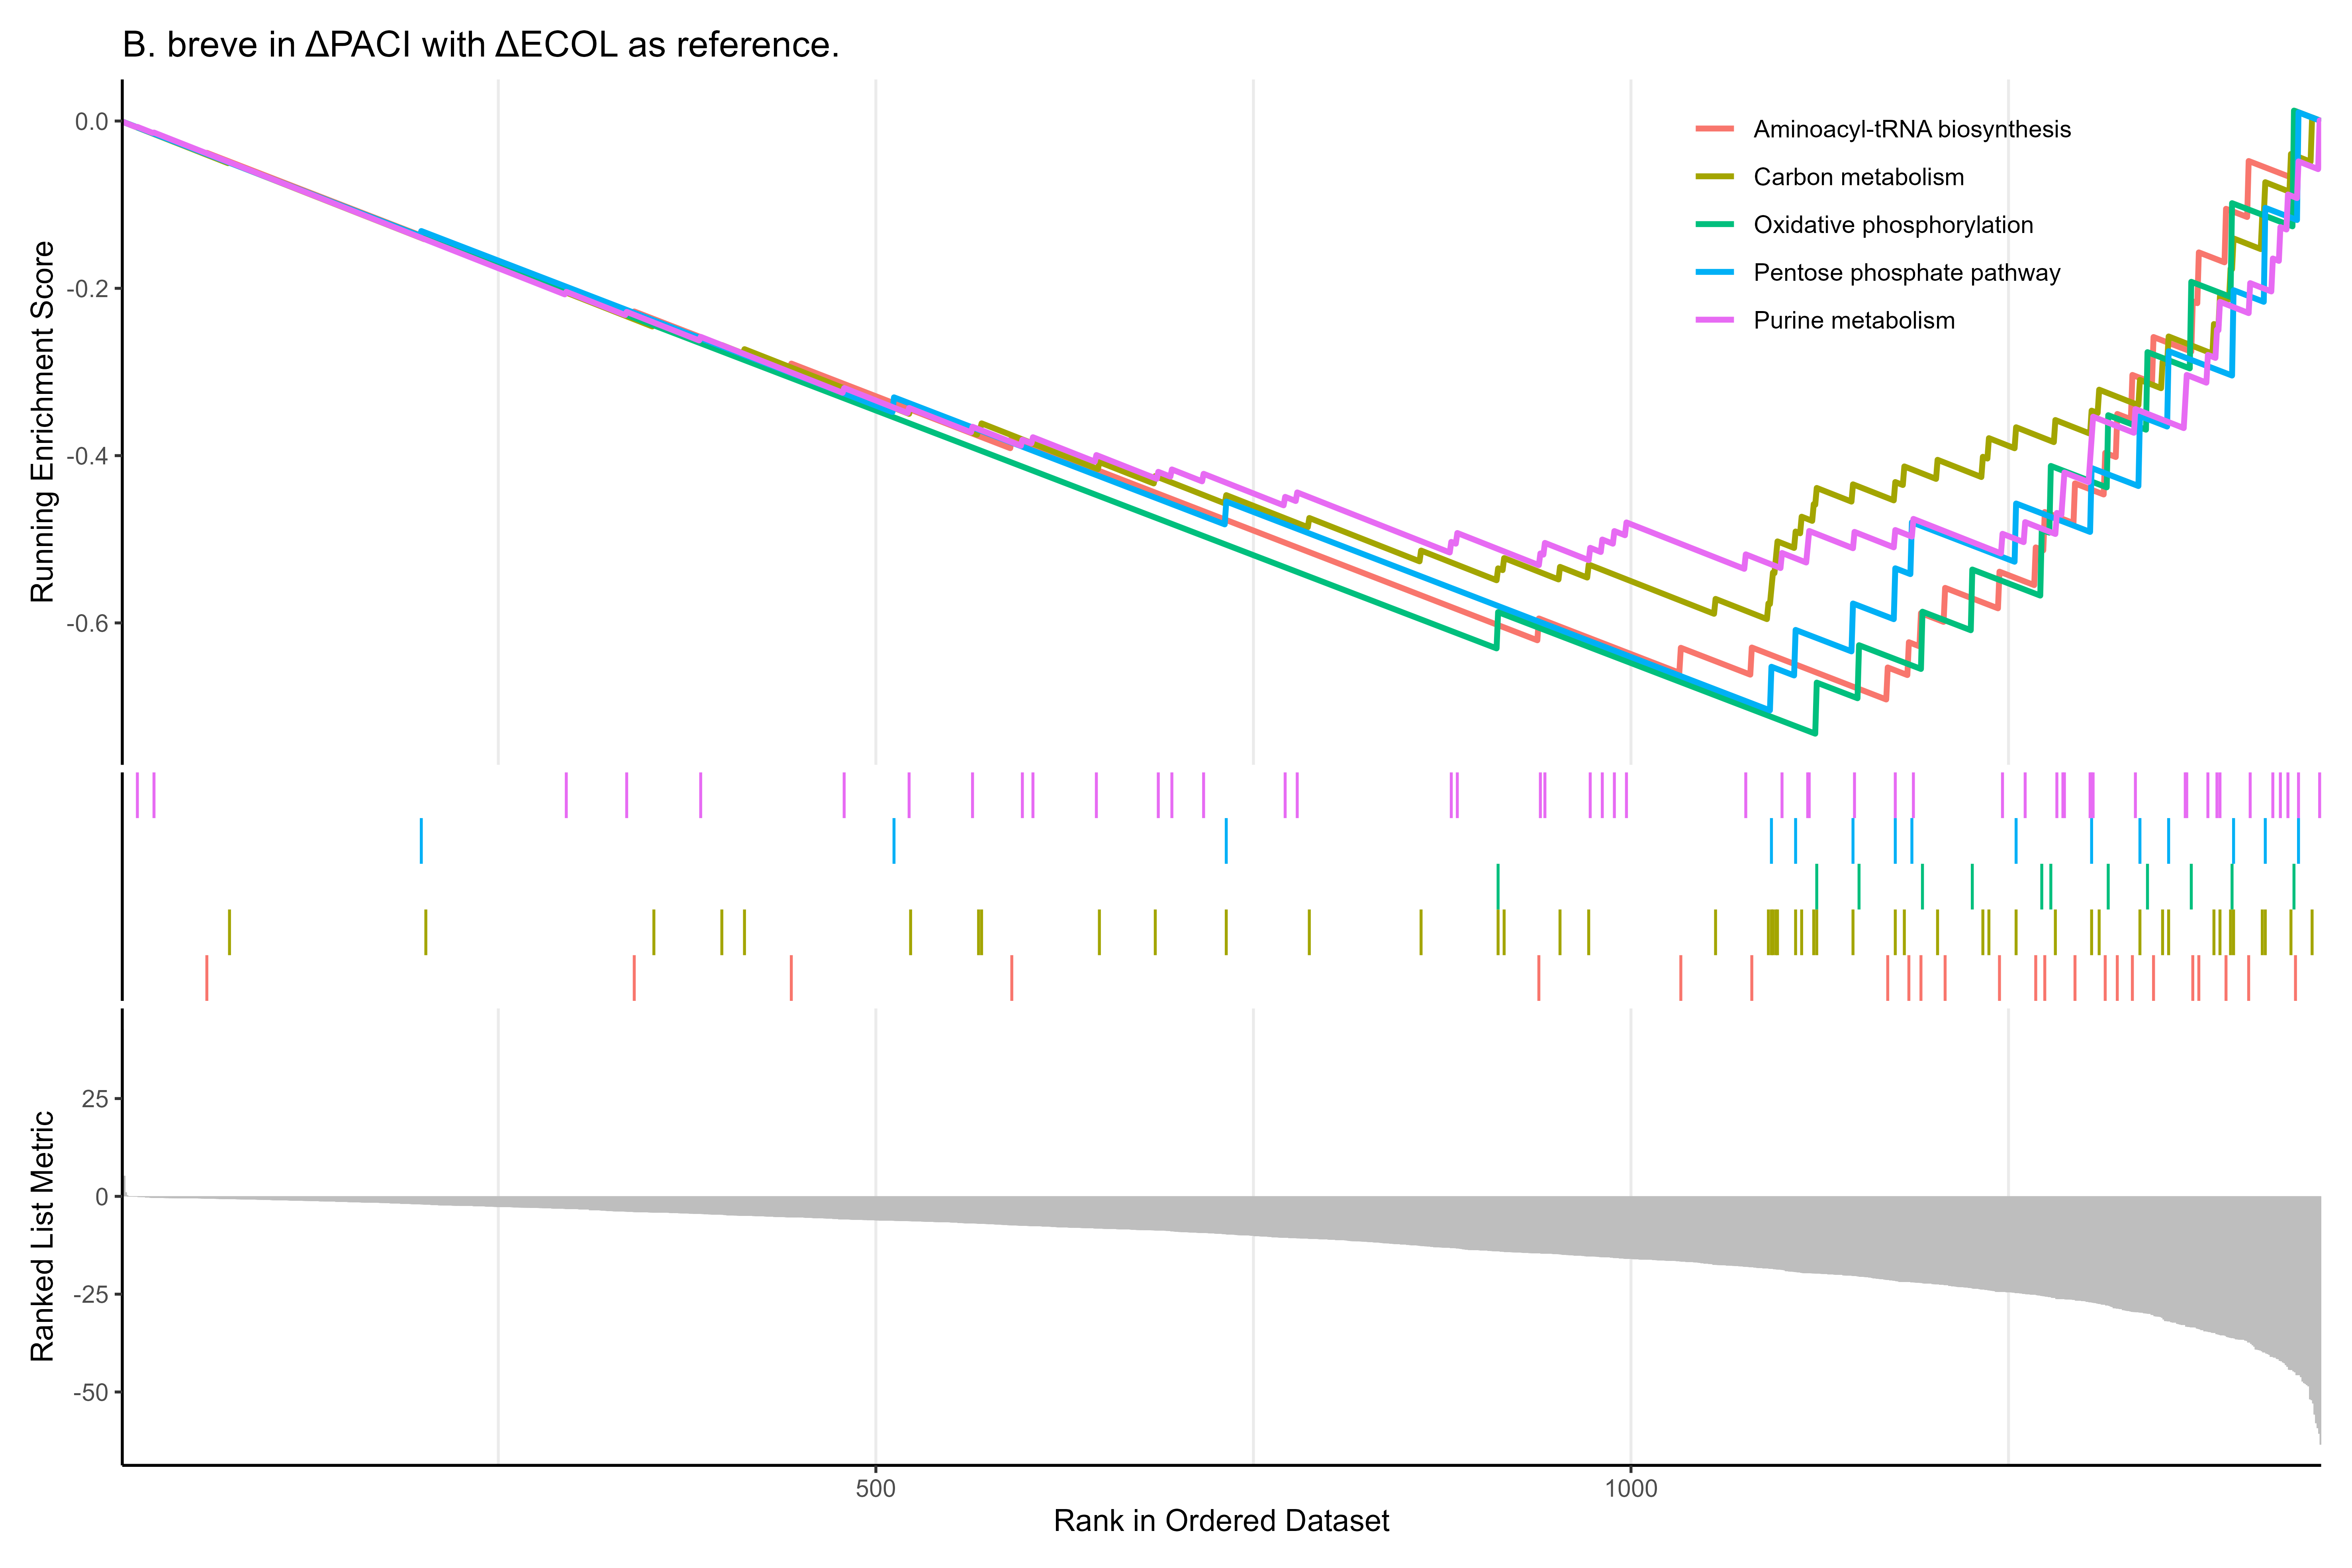 B. breve in ΔPACI with ΔECOL as reference.
Running Enrichment Score
0.0
-0.2
-0.4
-0.6
Aminoacyl-tRNA biosynthesis
Carbon metabolism
Oxidative phosphorylation
Pentose phosphate pathway
Purine metabolism
Ranked List Metric
25
0
-25
-50
500
1000
Rank in Ordered Dataset